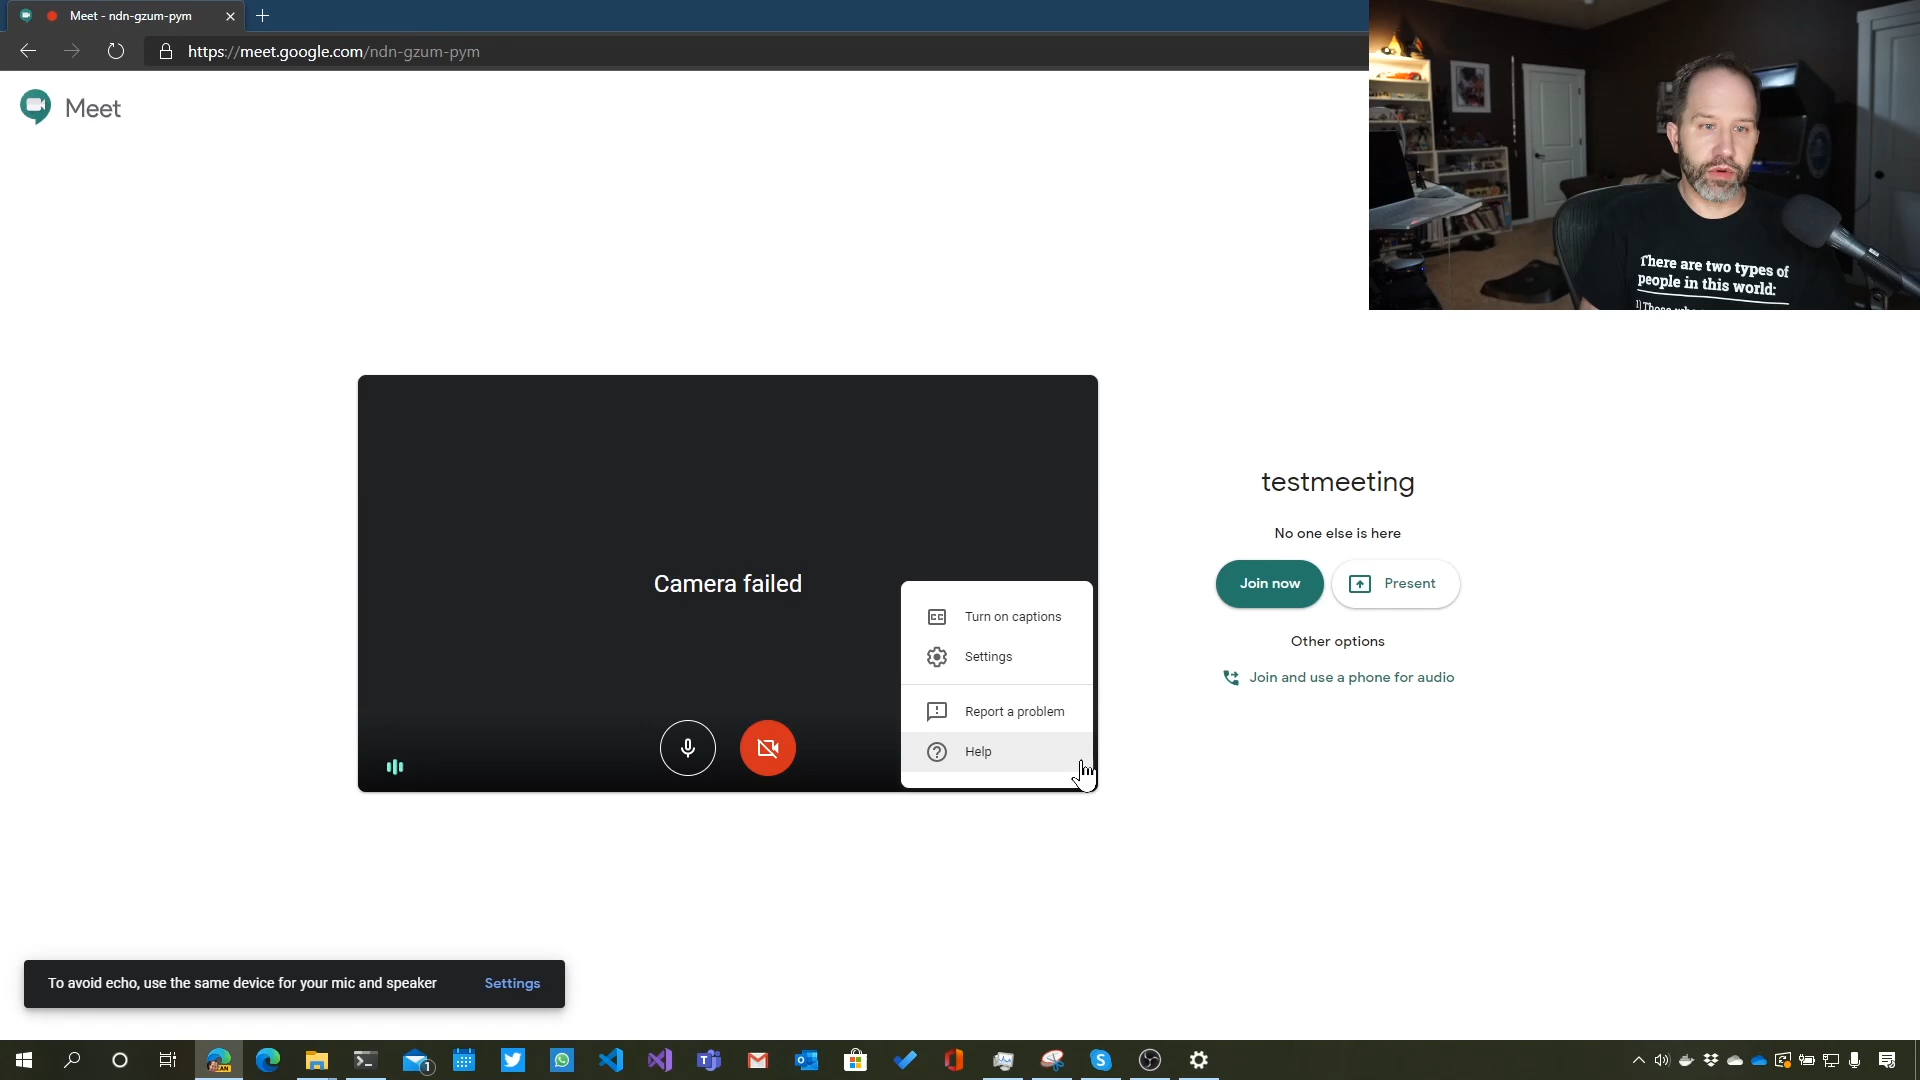 Meet - ndn-gzum-pym
https://meet.google.com/ndn-gzum-pym
Meet
There are two types of
people in this world:
Camera failed
Turn on captions
Settings
Report a problem
Help
testmeeting
No one else is here
Join now
Present
Other options
Join and use a phone for audio
To avoid echo, use the same device for your mic and speaker
Settings